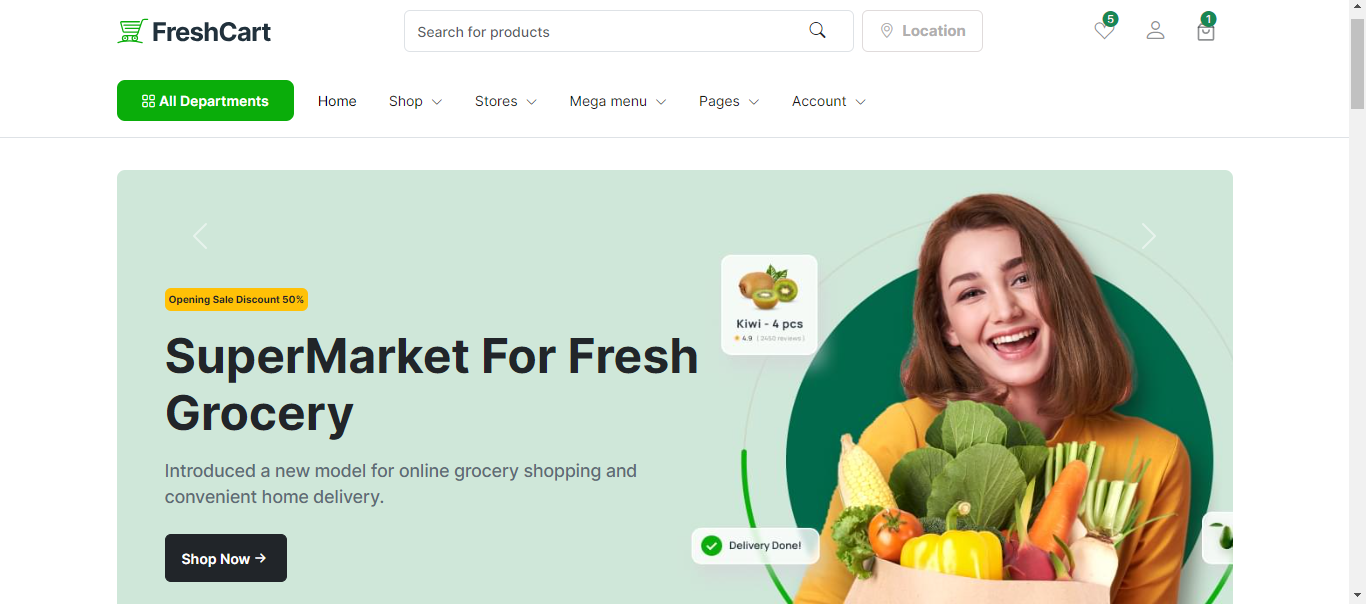 FreshCart
Search for products
Location
5
1
All Departments
Home
Shop
Stores
Mega menu
Pages
Account
Opening Sale Discount 50%
SuperMarket For Fresh
Grocery
Introduced a new model for online grocery shopping and
convenient home delivery.
Shop Now →
Kiwi - 4 pcs
4.9 (3450 reviews)
Delivery Done!